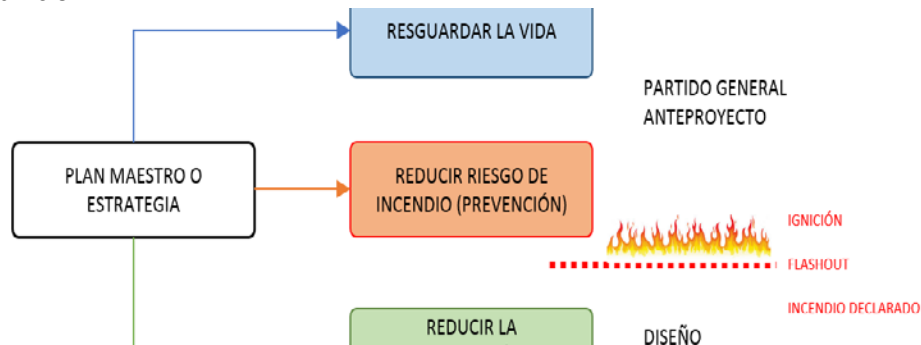 RESGUARDAR LA VIDA
PARTIDO GENERAL
ANTEPROYECTO
PLAN MAESTRO O
ESTRATEGIA
REDUCIR RIESGO DE
INCENDIO (PREVENCIÓN)
IGNICIÓN
FLASHOUT
INCENDIO DECLARADO
REDUCIR LA
DISEÑO